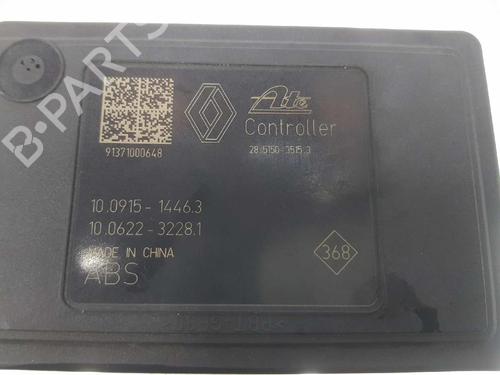 B-PARTS
Ate
Controller
91371000648
28.5150-3515.3
10.0915-1446.3
10.0622-3228.1
MADE IN CHINA
ABS
368